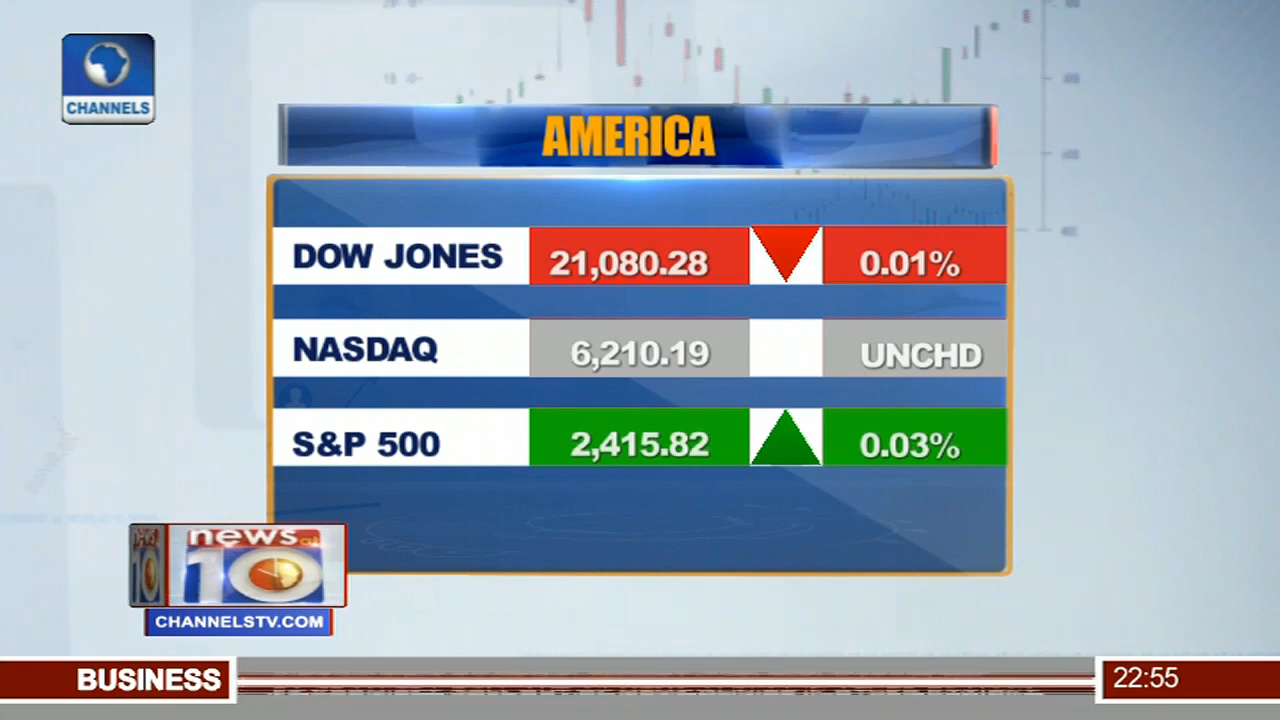 CHANNELS
AMERICA
DOW JONES 21,080.28 0.01%
NASDAQ 6,210.19 UNCHD
S&P 500 2,415.82 0.03%
news at
10
CHANNELSTV.COM
BUSINESS
22:55